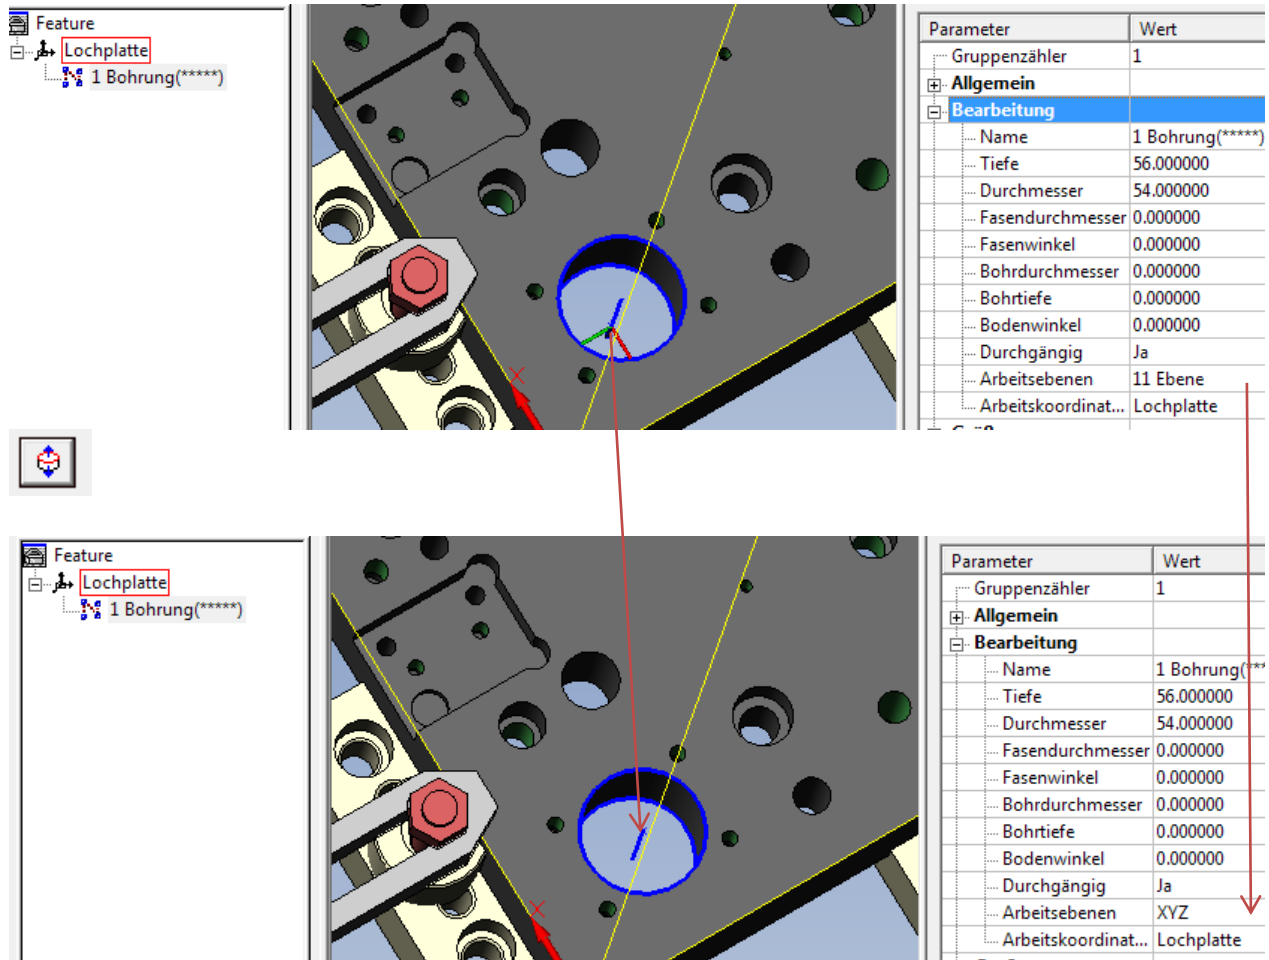 Feature
Lochplatte
1 Bohrung(*****)
X
Parameter Wert
Gruppenzähler 1
Allgemein
Bearbeitung
Name 1 Bohrung(*****)
Tiefe 56.000000
Durchmesser 54.000000
Fasendurchmesser 0.000000
Fasenwinkel 0.000000
Bohrdurchmesser 0.000000
Bohrtiefe 0.000000
Bodenwinkel 0.000000
Durchgängig Ja
Arbeitsebenen 11 Ebene
Arbeitskoordinat... Lochplatte
Feature
Lochplatte
1 Bohrung(*****)
X
Parameter Wert
Gruppenzähler 1
Allgemein
Bearbeitung
Name 1 Bohrung(***
Tiefe 56.000000
Durchmesser 54.000000
Fasendurchmesser 0.000000
Fasenwinkel 0.000000
Bohrdurchmesser 0.000000
Bohrtiefe 0.000000
Bodenwinkel 0.000000
Durchgängig Ja
Arbeitsebenen XYZ
Arbeitskoordinat... Lochplatte